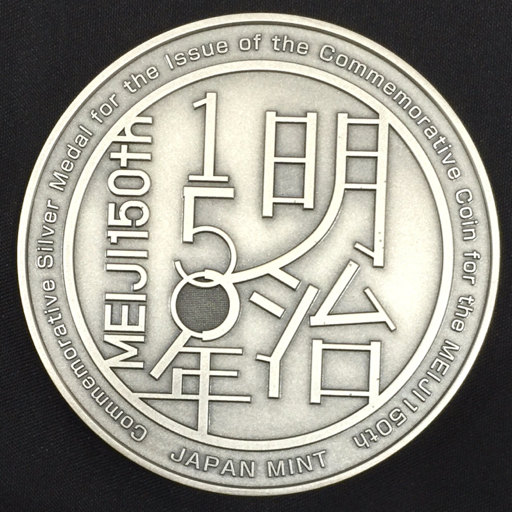 Commemorative Silver Medal for the Issue of the Commemorative Coin for the MEIJI150th
JAPAN MINT
MEIJI150th
明治
150年